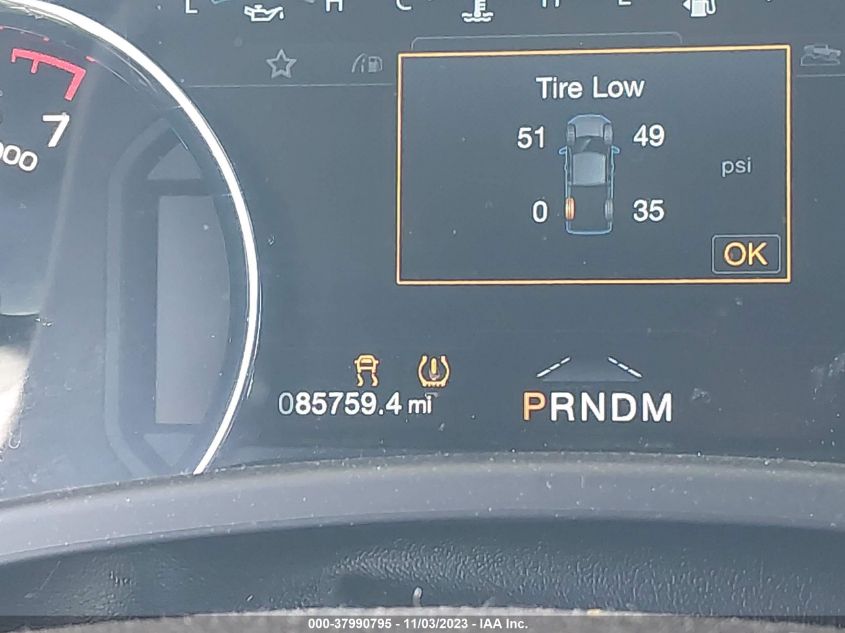 L H C H E
7
000
Tire Low
51 49
psi
0 35
OK
085759.4 mi
PRNDM
000-37990795 - 11/03/2023 - IAA Inc.